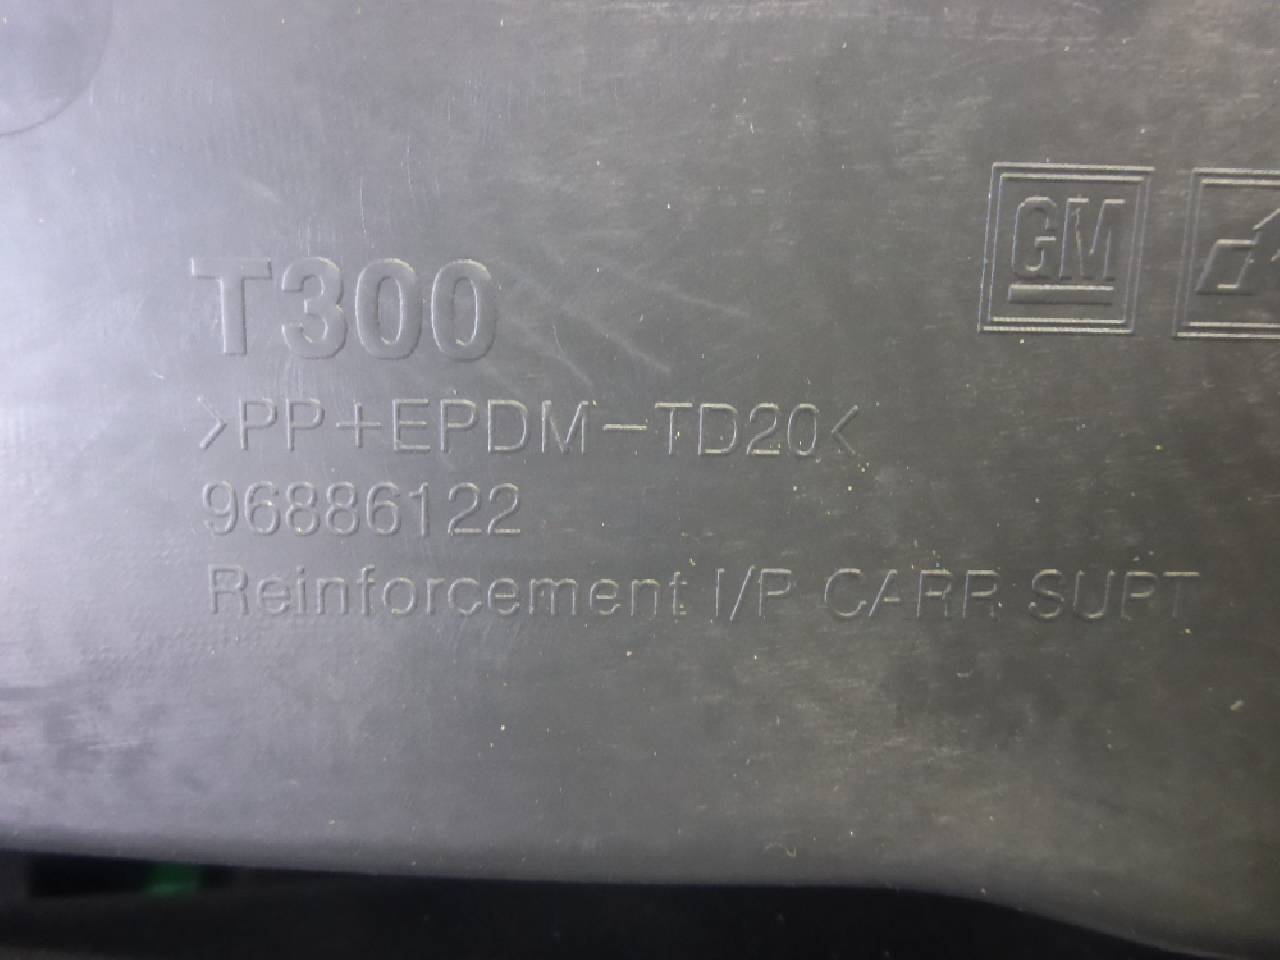 GM
T300
>PP+EPDM-TD20<
96886122
Reinforcement I/P CARR SUPT